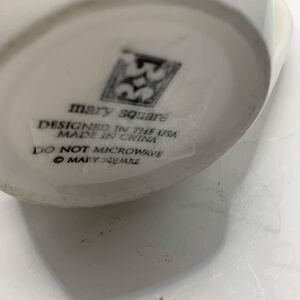 mary square
DESIGNED IN THE USA
MADE IN CHINA
DO NOT MICROWAVE
© MARY SQUARE